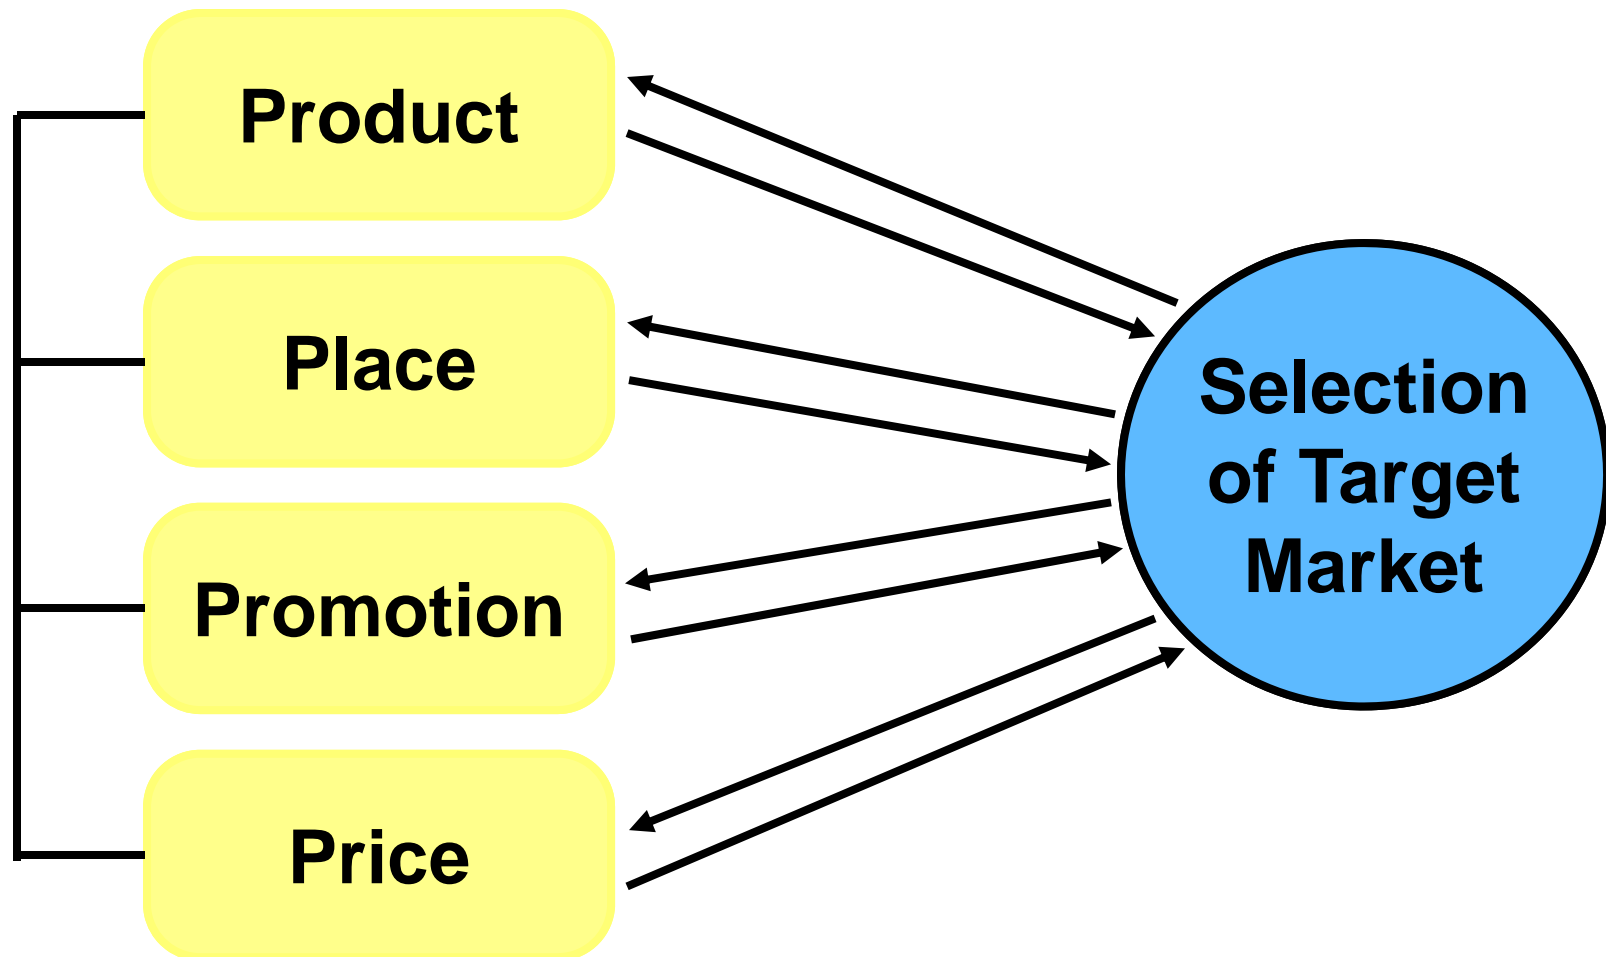 Product
Place
Promotion
Price
Selection
of Target
Market